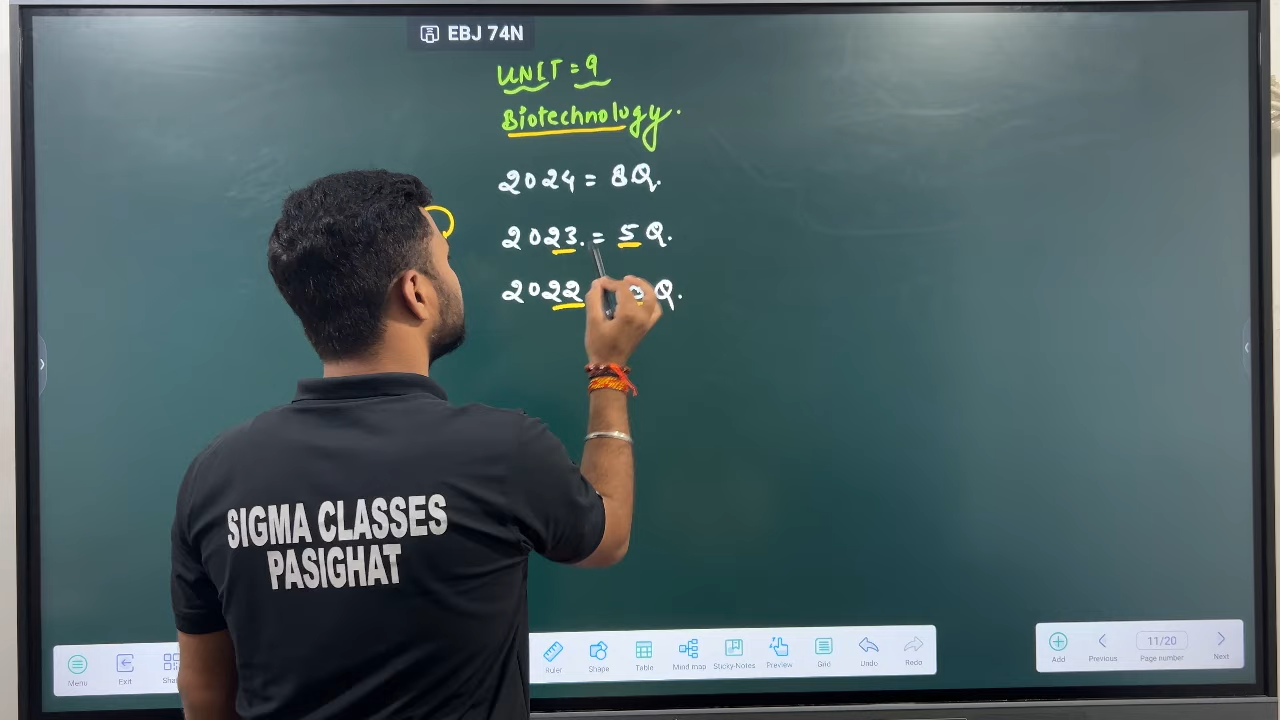 EBJ 74N
UNIT = 9
Biotechnology.
2024 = 8Q.
2023. = 5 Q.
2022 Q.
SIGMA CLASSES
PASIGHAT
Menu
Exit
Ruler
Shape
Table
Mind map
Sticky-Notes
Preview
Grid
Undo
Redo
Add
Previous
11/20
Page number
Next